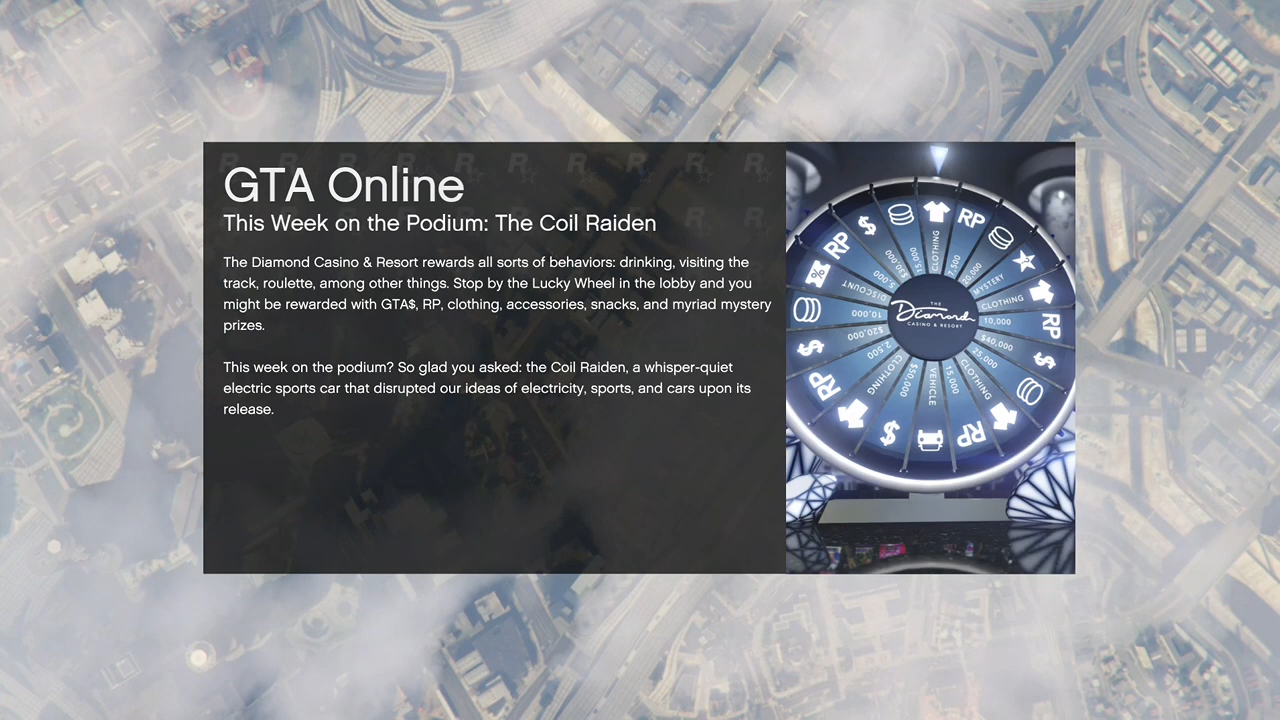 GTA Online
This Week on the Podium: The Coil Raiden
The Diamond Casino & Resort rewards all sorts of behaviors: drinking, visiting the
track, roulette, among other things. Stop by the Lucky Wheel in the lobby and you
might be rewarded with GTA$, RP, clothing, accessories, snacks, and myriad mystery
prizes.
This week on the podium? So glad you asked: the Coil Raiden, a whisper-quiet
electric sports car that disrupted our ideas of electricity, sports, and cars upon its
release.
THE
Diamond
CASINO & RESORT
CLOTHING
RP
7,500
20,000
MYSTERY
CLOTHING
RP
10,000
$
$40,000
25,000
CLOTHING
RP
15,000
VEHICLE
$
$50,000
CLOTHING
RP
2,500
$
$20,000
10,000
%
DISCOUNT
RP
5,000
$
$30,000
15,000